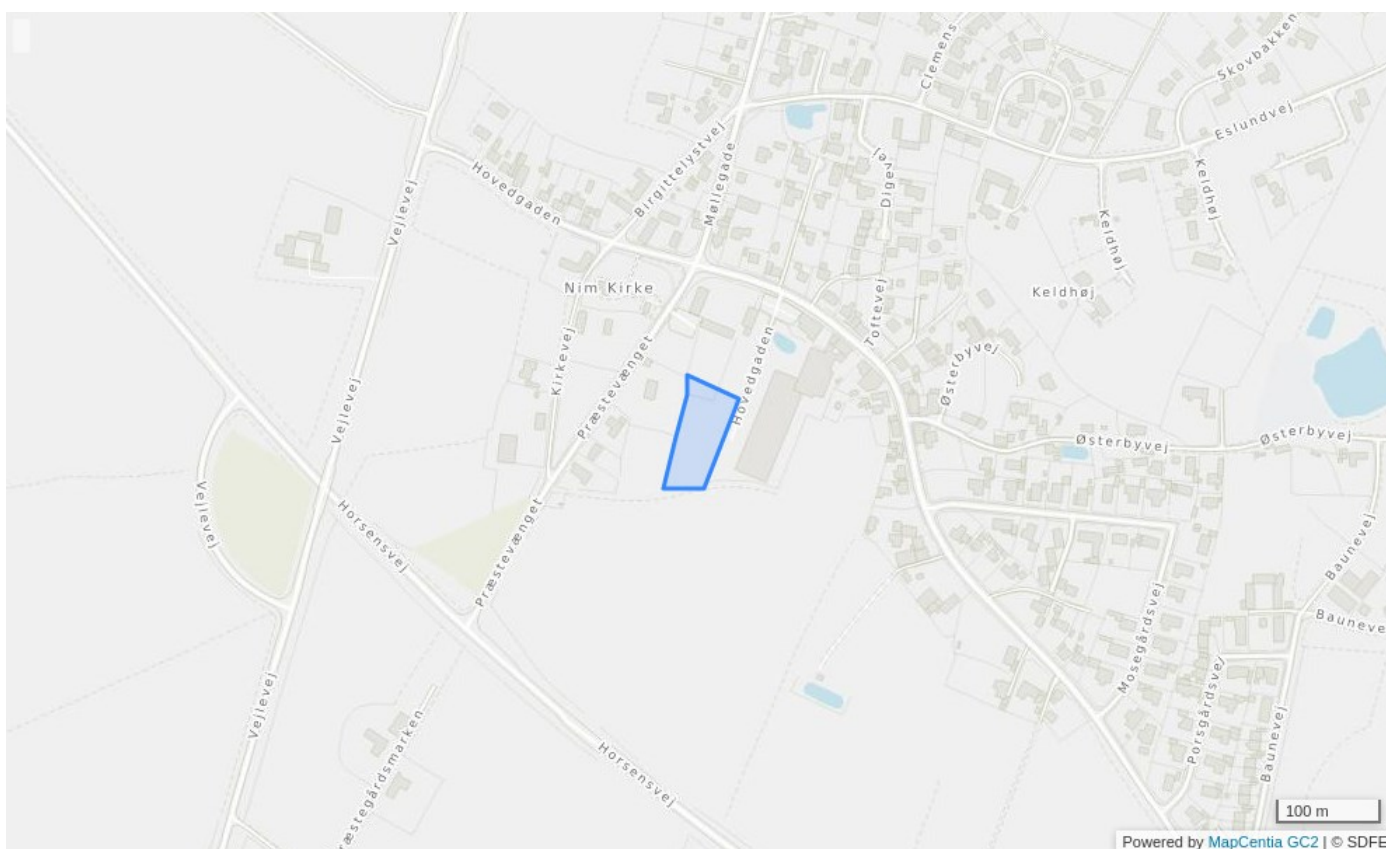 Clemens
Skovbakken
Eslundvej
Vejlevej
Hovedgaden
Birgittelystvej
Møllegade
Digevej
Keldhøj
Keldhøj
Nim Kirke
Keldhøj
Toftevej
Kirkevej
Præstevænget
Hovedgaden
Østerbyvej
Vejlevej
Østerbyvej
Østerbyvej
Vejlevej
Horsensvej
Præstevænget
Baunevej
Bauneve
Mosegårdsvej
Porsgårdsvej
Baunevej
Vejlevej
æstegårdsmarken
Horsensvej
100 m
Powered by MapCentia GC2 | © SDFE